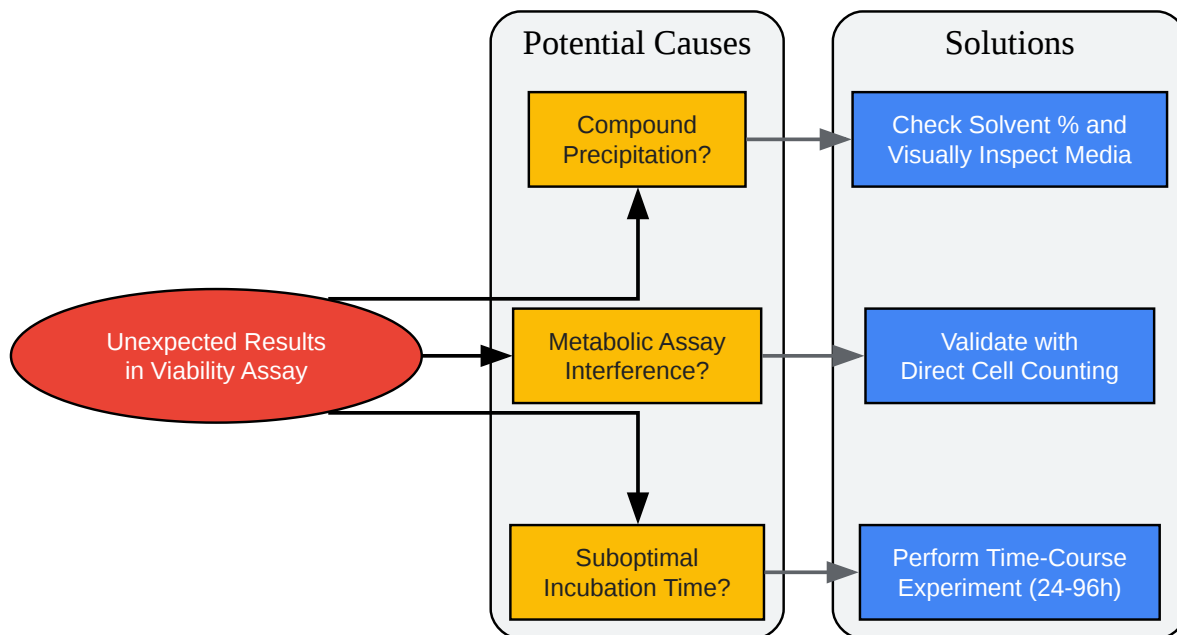 Potential Causes
Solutions
Compound
Precipitation?
Check Solvent % and
Visually Inspect Media
Unexpected Results
in Viability Assay
Metabolic Assay
Interference?
Validate with
Direct Cell Counting
Suboptimal
Incubation Time?
Perform Time-Course
Experiment (24-96h)